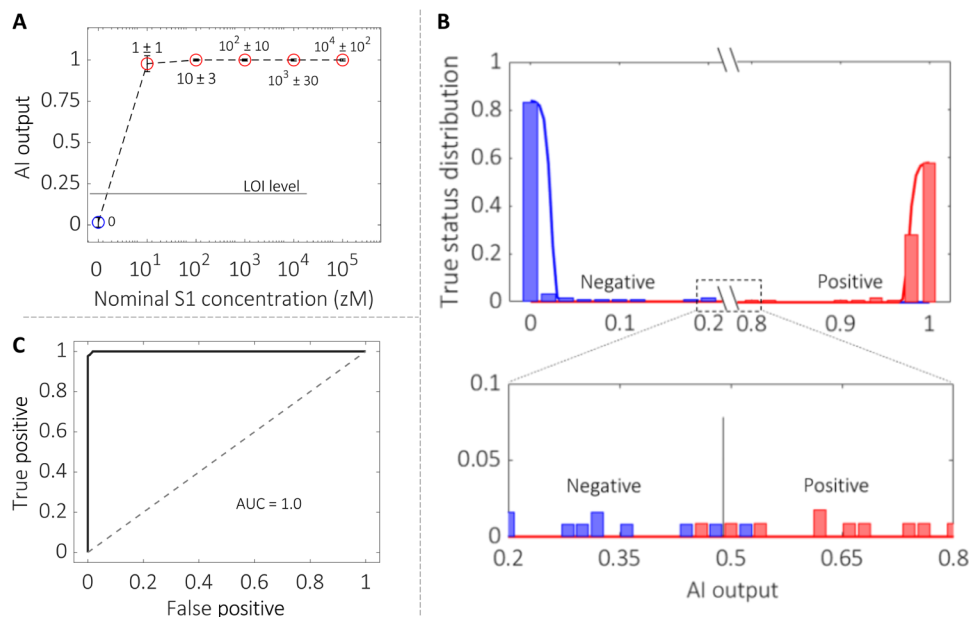 A
AI output
1
0.75
0.5
0.25
0
1 ± 1
10 ± 3
10² ± 10
10³ ± 30
10⁴ ± 10²
LOI level
0
0 10¹ 10² 10³ 10⁴ 10⁵
Nominal S1 concentration (zM)
B
True status distribution
1
0.8
0.6
0.4
0.2
0
Negative Positive
0 0.1 0.2 0.8 0.9 1
0.1
0.05
0
Negative Positive
0.2 0.35 0.5 0.65 0.8
AI output
C
True positive
1
0.8
0.6
0.4
0.2
0
AUC = 1.0
0 0.2 0.4 0.6 0.8 1
False positive